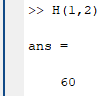 >> H(1,2)
ans =
60